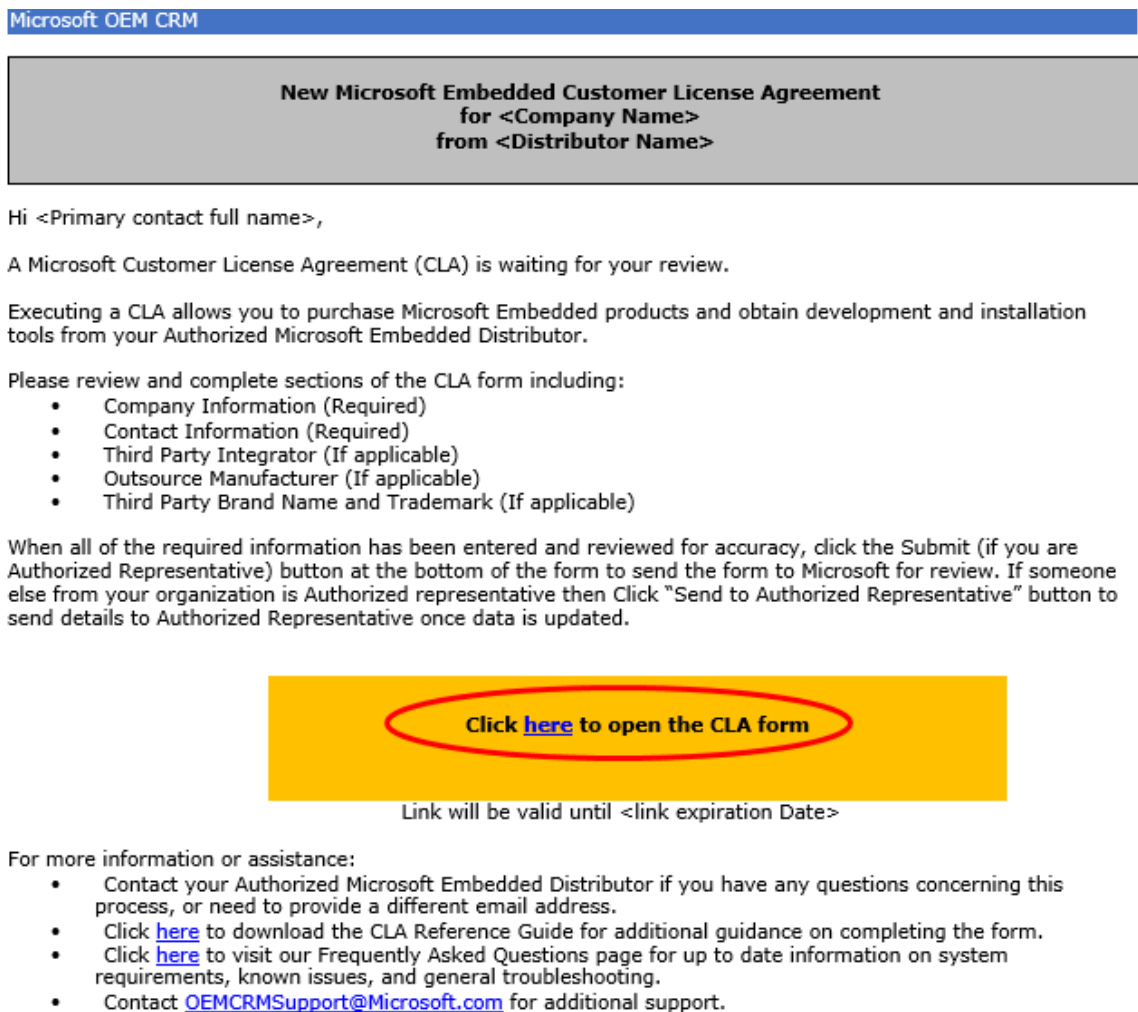 Microsoft OEM CRM
New Microsoft Embedded Customer License Agreement
for <Company Name>
from <Distributor Name>
Hi <Primary contact full name>,
A Microsoft Customer License Agreement (CLA) is waiting for your review.
Executing a CLA allows you to purchase Microsoft Embedded products and obtain development and installation
tools from your Authorized Microsoft Embedded Distributor.
Please review and complete sections of the CLA form including:
• Company Information (Required)
• Contact Information (Required)
• Third Party Integrator (If applicable)
• Outsource Manufacturer (If applicable)
• Third Party Brand Name and Trademark (If applicable)
When all of the required information has been entered and reviewed for accuracy, click the Submit (if you are
Authorized Representative) button at the bottom of the form to send the form to Microsoft for review. If someone
else from your organization is Authorized representative then Click “Send to Authorized Representative” button to
send details to Authorized Representative once data is updated.
Click here to open the CLA form
Link will be valid until <link expiration Date>
For more information or assistance:
• Contact your Authorized Microsoft Embedded Distributor if you have any questions concerning this
process, or need to provide a different email address.
• Click here to download the CLA Reference Guide for additional guidance on completing the form.
• Click here to visit our Frequently Asked Questions page for up to date information on system
requirements, known issues, and general troubleshooting.
• Contact OEMCRMSupport@Microsoft.com for additional support.